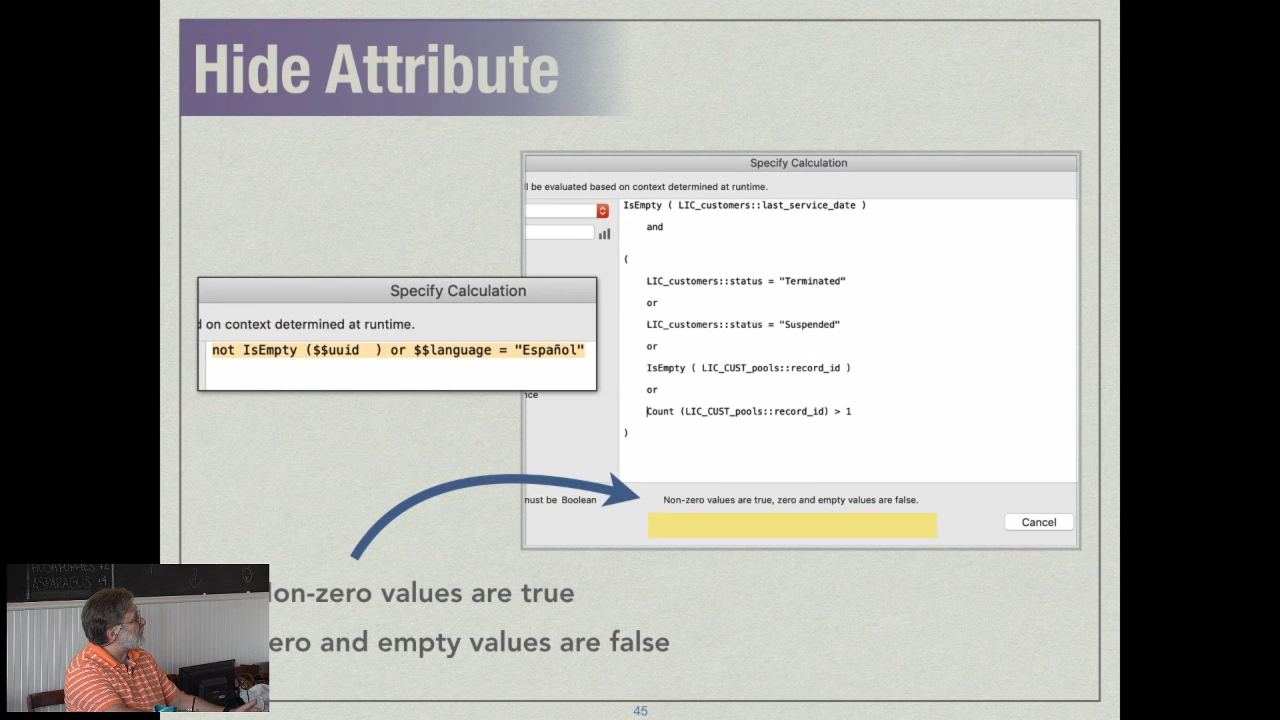 Hide Attribute
Specify Calculation
ll be evaluated based on context determined at runtime.
IsEmpty ( LIC_customers::last_service_date )
and
(
LIC_customers::status = "Terminated"
or
LIC_customers::status = "Suspended"
or
IsEmpty ( LIC_CUST_pools::record_id )
or
Count (LIC_CUST_pools::record_id) > 1
)
nce
must be Boolean
Non-zero values are true, zero and empty values are false.
Cancel
Specify Calculation
d on context determined at runtime.
not IsEmpty ($$uuid ) or $$language = "Español"
on-zero values are true
ero and empty values are false
ASPARAGUS +4
45